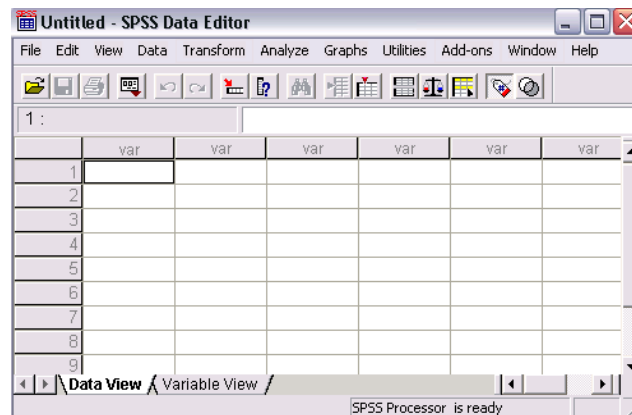 Untitled - SPSS Data Editor
File Edit View Data Transform Analyze Graphs Utilities Add-ons Window Help
1 :
var var var var var var
1
2
3
4
5
6
7
8
9
Data View Variable View
SPSS Processor is ready